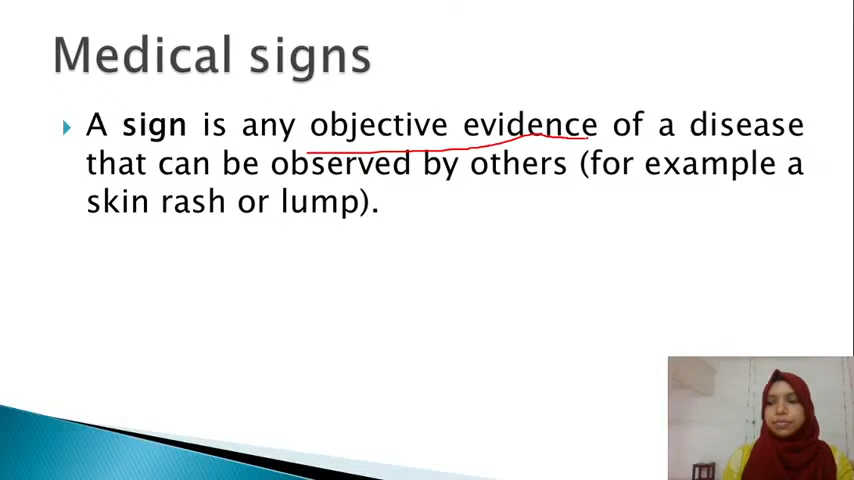 Medical signs
A sign is any objective evidence of a disease
that can be observed by others (for example a
skin rash or lump).